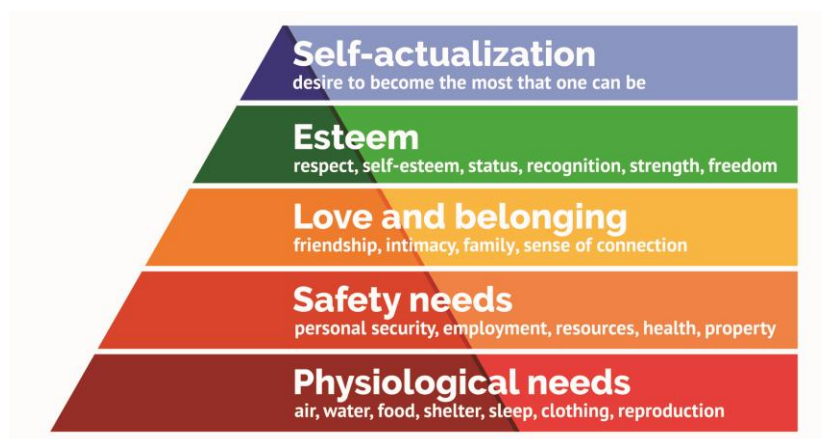 Self-actualization
desire to become the most that one can be
Esteem
respect, self-esteem, status, recognition, strength, freedom
Love and belonging
friendship, intimacy, family, sense of connection
Safety needs
personal security, employment, resources, health, property
Physiological needs
air, water, food, shelter, sleep, clothing, reproduction